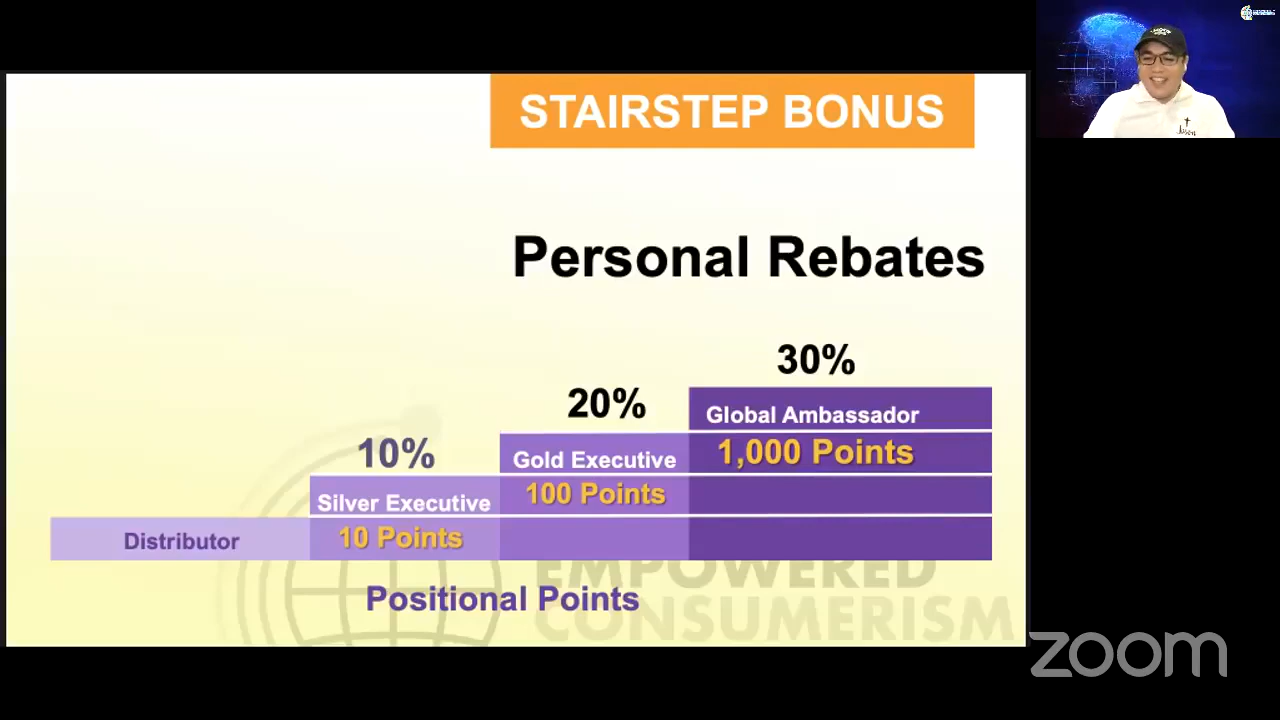 STAIRSTEP BONUS
Personal Rebates
30%
20%
Global Ambassador
10%
Gold Executive
1,000 Points
Silver Executive
100 Points
Distributor
10 Points
Positional Points
EMPOWERED
CONSUMERISM
zoom